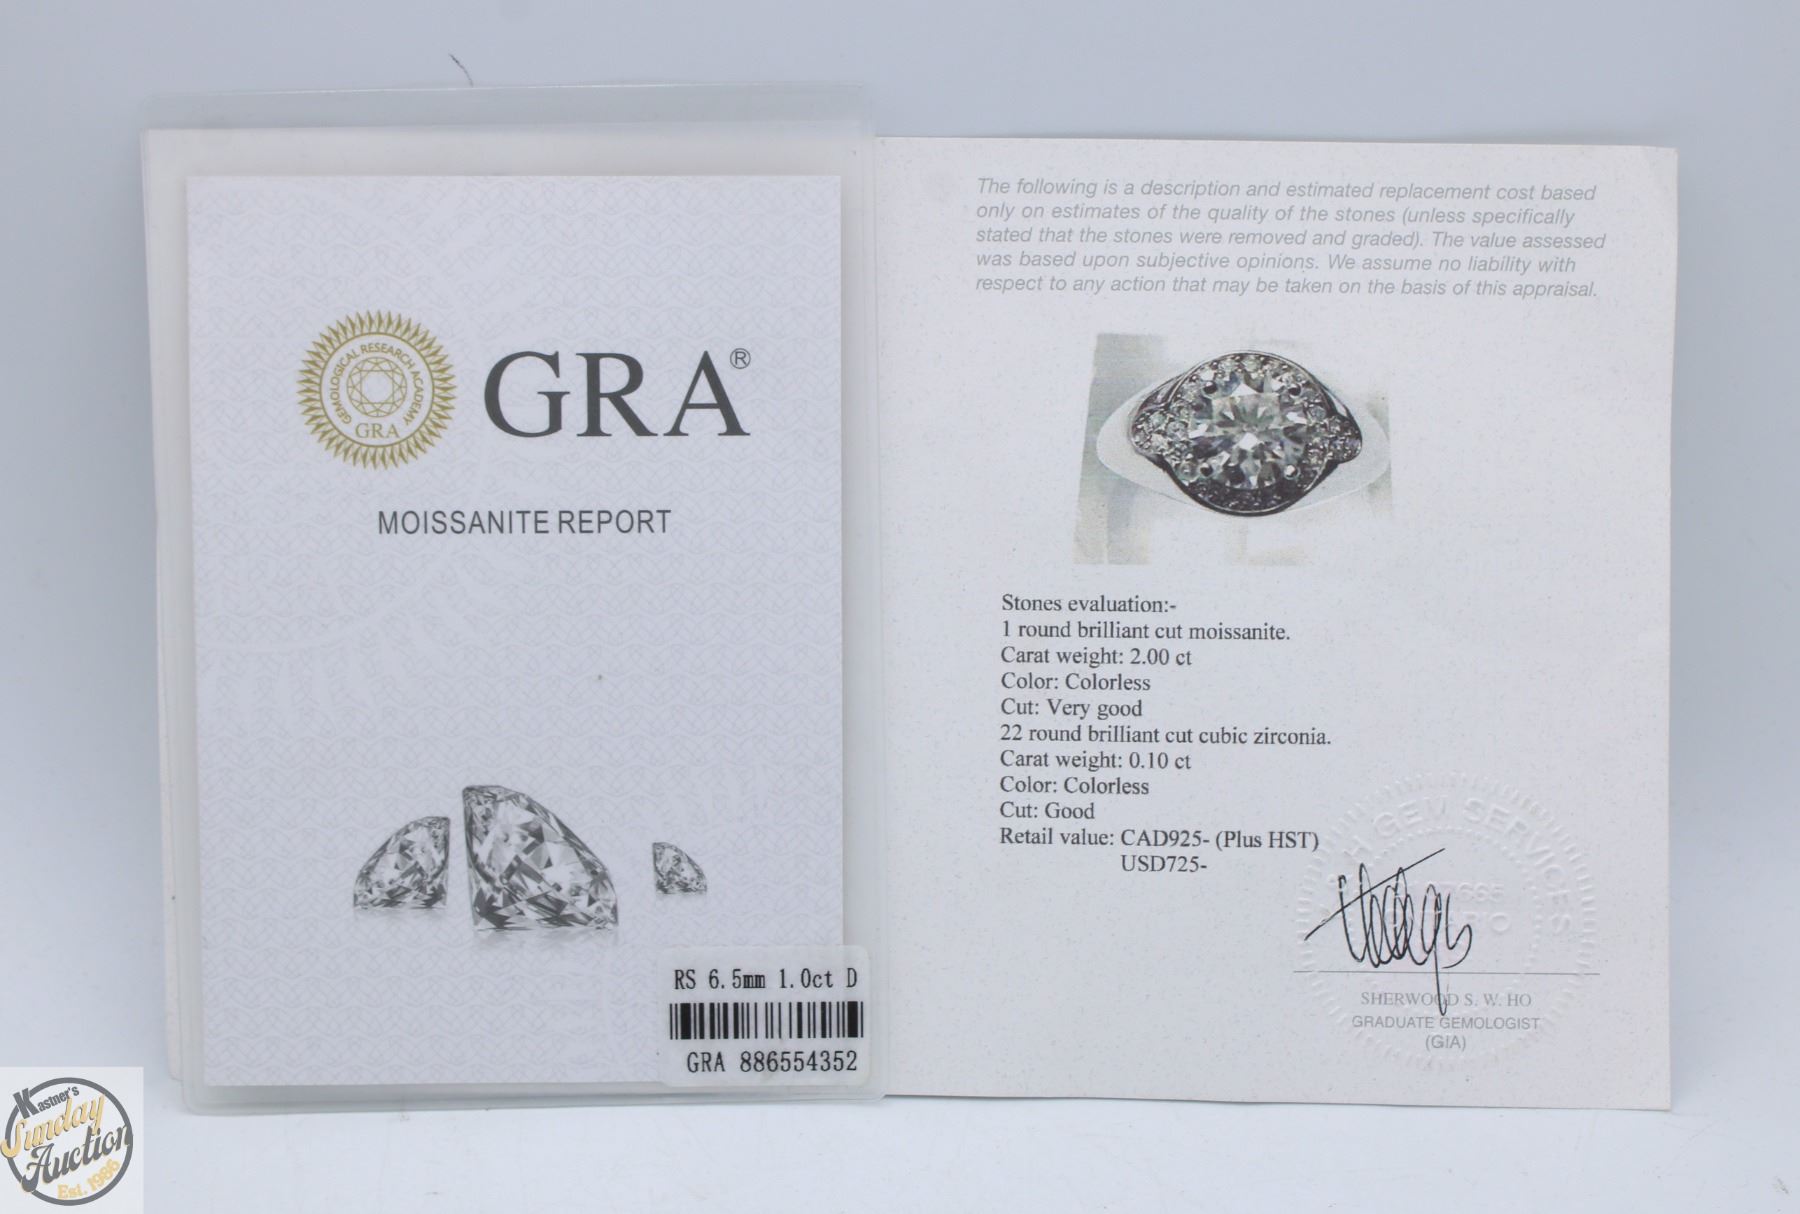 GEMOLOGICAL RESEARCH ACADEMY
GRA
GRA®
MOISSANITE REPORT
RS 6.5mm 1.0ct D
GRA 886554352
The following is a description and estimated replacement cost based
only on estimates of the quality of the stones (unless specifically
stated that the stones were removed and graded). The value assessed
was based upon subjective opinions. We assume no liability with
respect to any action that may be taken on the basis of this appraisal.
Stones evaluation:-
1 round brilliant cut moissanite.
Carat weight: 2.00 ct
Color: Colorless
Cut: Very good
22 round brilliant cut cubic zirconia.
Carat weight: 0.10 ct
Color: Colorless
Cut: Good
Retail value: CAD925- (Plus HST)
USD725-
GEM SERVICES
SHERWOOD S. W. HO
GRADUATE GEMOLOGIST
(GIA)
Kastner's
Sunday
Auction
Est. 1986